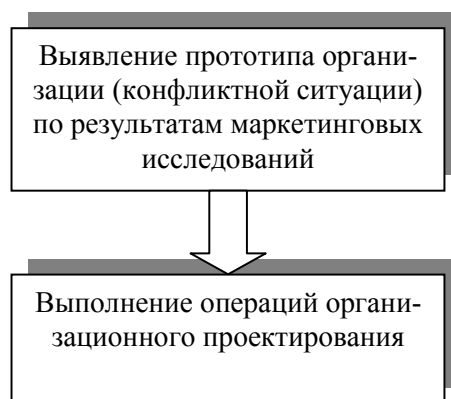 Выявление прототипа органи-
зации (конфликтной ситуации)
по результатам маркетинговых
исследований
Выполнение операций органи-
зационного проектирования